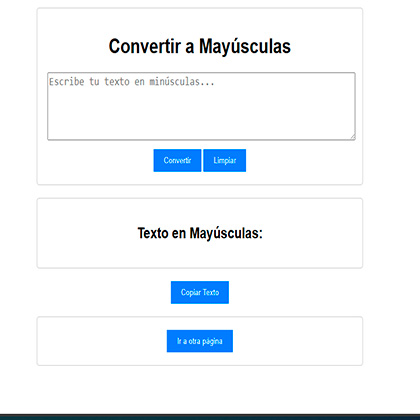 Convertir a Mayúsculas
Escribe tu texto en minúsculas...
Convertir Limpiar
Texto en Mayúsculas:
Copiar Texto
Ir a otra página